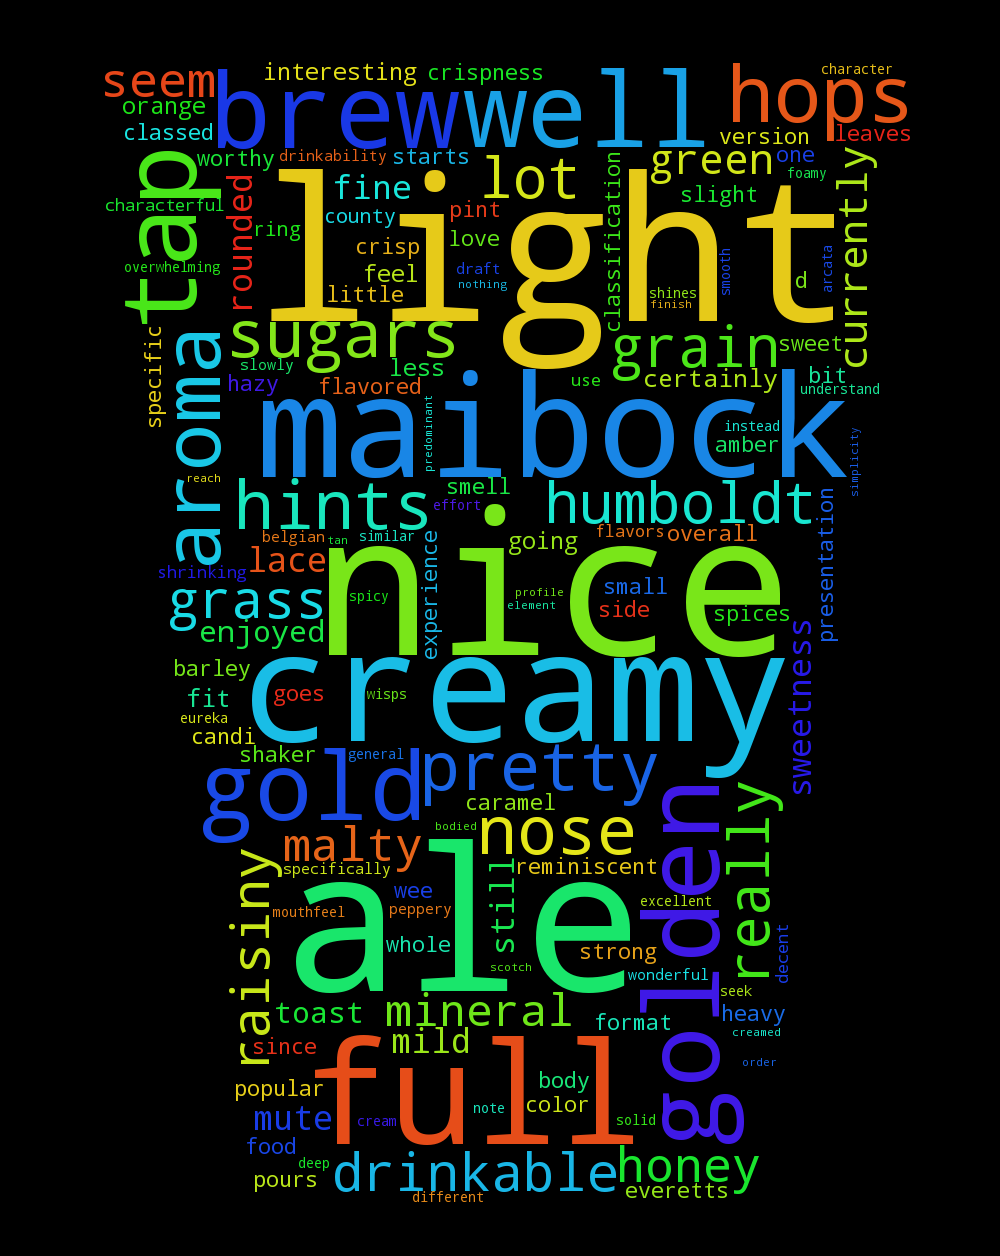 character
interesting
crispness
seem
brew
well
hops
orange
classed
version
leaves
worthy
drinkability
starts
lot
green
one
tap
foamy
fine
slight
characterful
rounded
county
pint
light
classification
currently
ring
crisp
love
overwhelming
feel
draft
nothing
d
smooth
arcata
little
shines
finish
specific
aroma
sugars
grain
sweet
slowly
less
hazy
flavored
use
certainly
bit
understand
maibock
predominant
instead
amber
simplicity
reach
hints
smell
effort
humboldt
presentation
belgian
tan
similar
experience
going
flavors
overall
shrinking
lace
nice
grass
spicy
profile
element
small
side
spices
enjoyed
sweetness
barley
creamy
fit
goes
wisps
eureka
candi
shaker
general
pretty
gold
caramel
golden
really
malty
bodied
nose
raisiny
specifically
still
reminiscent
ale
wee
mouthfeel
peppery
excellent
whole
strong
decent
scotch
wonderful
seek
toast
mineral
format
heavy
creamed
since
mild
full
order
popular
body
mute
cream
note
color
solid
food
deep
pours
drinkable
honey
different
everetts